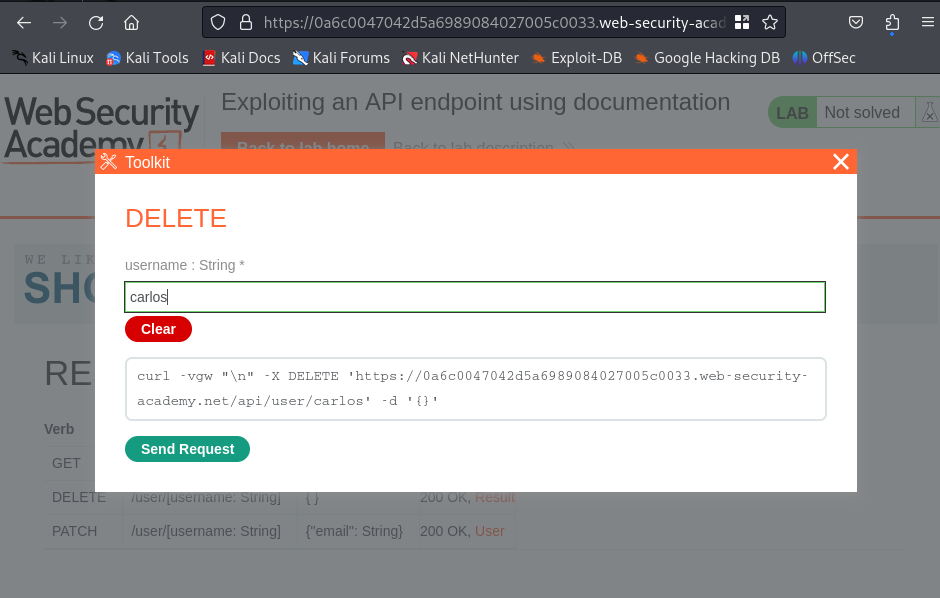 https://0a6c0047042d5a6989084027005c0033.web-security-acad
Kali Linux Kali Tools Kali Docs Kali Forums Kali NetHunter Exploit-DB Google Hacking DB OffSec
WebSecurity
Academy
Exploiting an API endpoint using documentation
LAB Not solved
Back to lab home Back to lab description
Toolkit
DELETE
username : String *
carlos
Clear
curl -vgw "\n" -X DELETE 'https://0a6c0047042d5a6989084027005c0033.web-security-
academy.net/api/user/carlos' -d '{}'
Send Request
WE LIK
SHO
RE
Verb
GET
DELETE /user/[username: String] { } 200 OK, Result
PATCH /user/[username: String] {"email": String} 200 OK, User